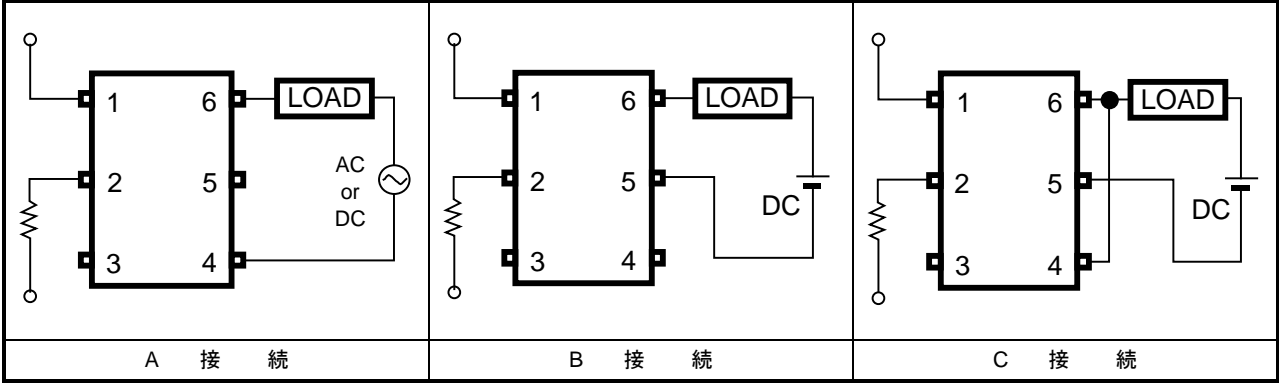 1 6 LOAD
2 5 AC or DC
3 4
A 接 続
1 6 LOAD
2 5 DC
3 4
B 接 続
1 6 LOAD
2 5 DC
3 4
C 接 続